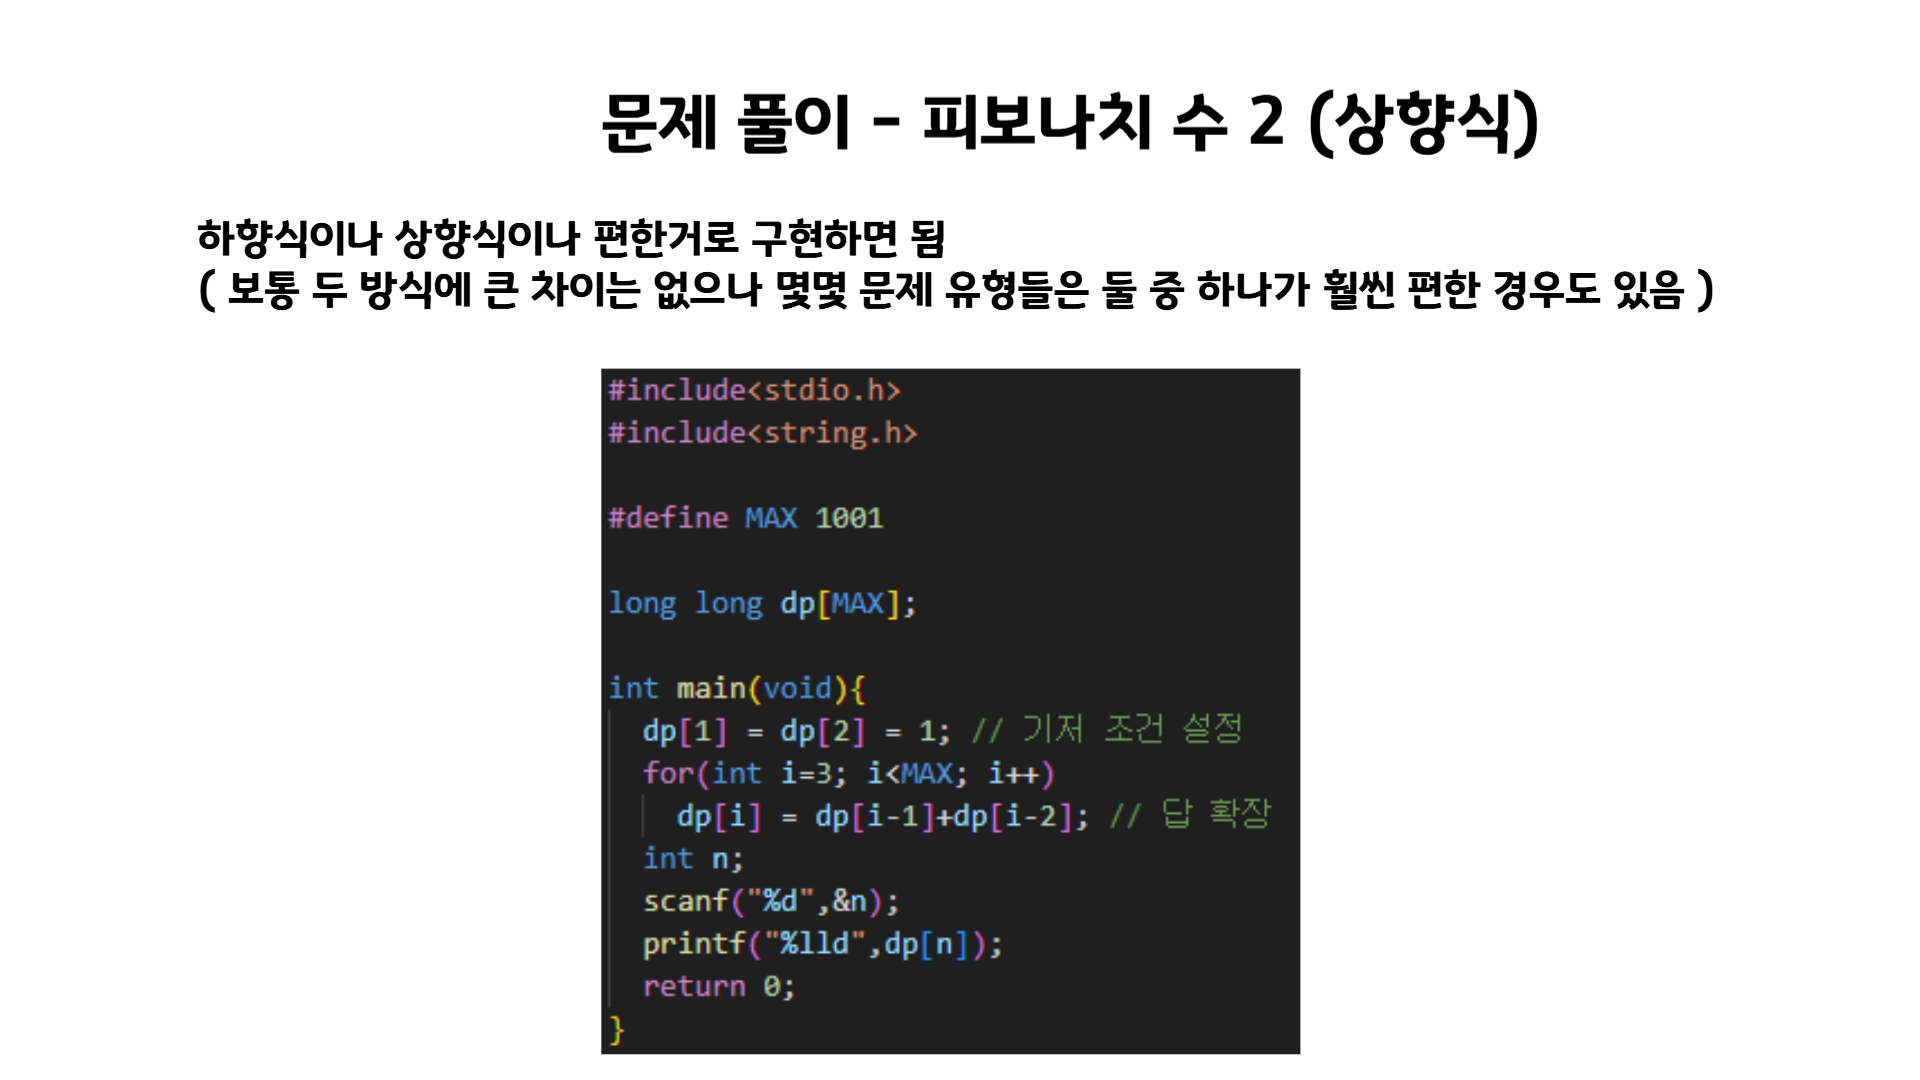 문제 풀이 - 피보나치 수 2 (상향식)
하향식이나 상향식이나 편한거로 구현하면 됨
( 보통 두 방식에 큰 차이는 없으나 몇몇 문제 유형들은 둘 중 하나가 훨씬 편한 경우도 있음 )
#include<stdio.h>
#include<string.h>
#define MAX 1001
long long dp[MAX];
int main(void){
dp[1] = dp[2] = 1; // 기저 조건 설정
for(int i=3; i<MAX; i++)
dp[i] = dp[i-1]+dp[i-2]; // 답 확장
int n;
scanf("%d",&n);
printf("%lld",dp[n]);
return 0;
}